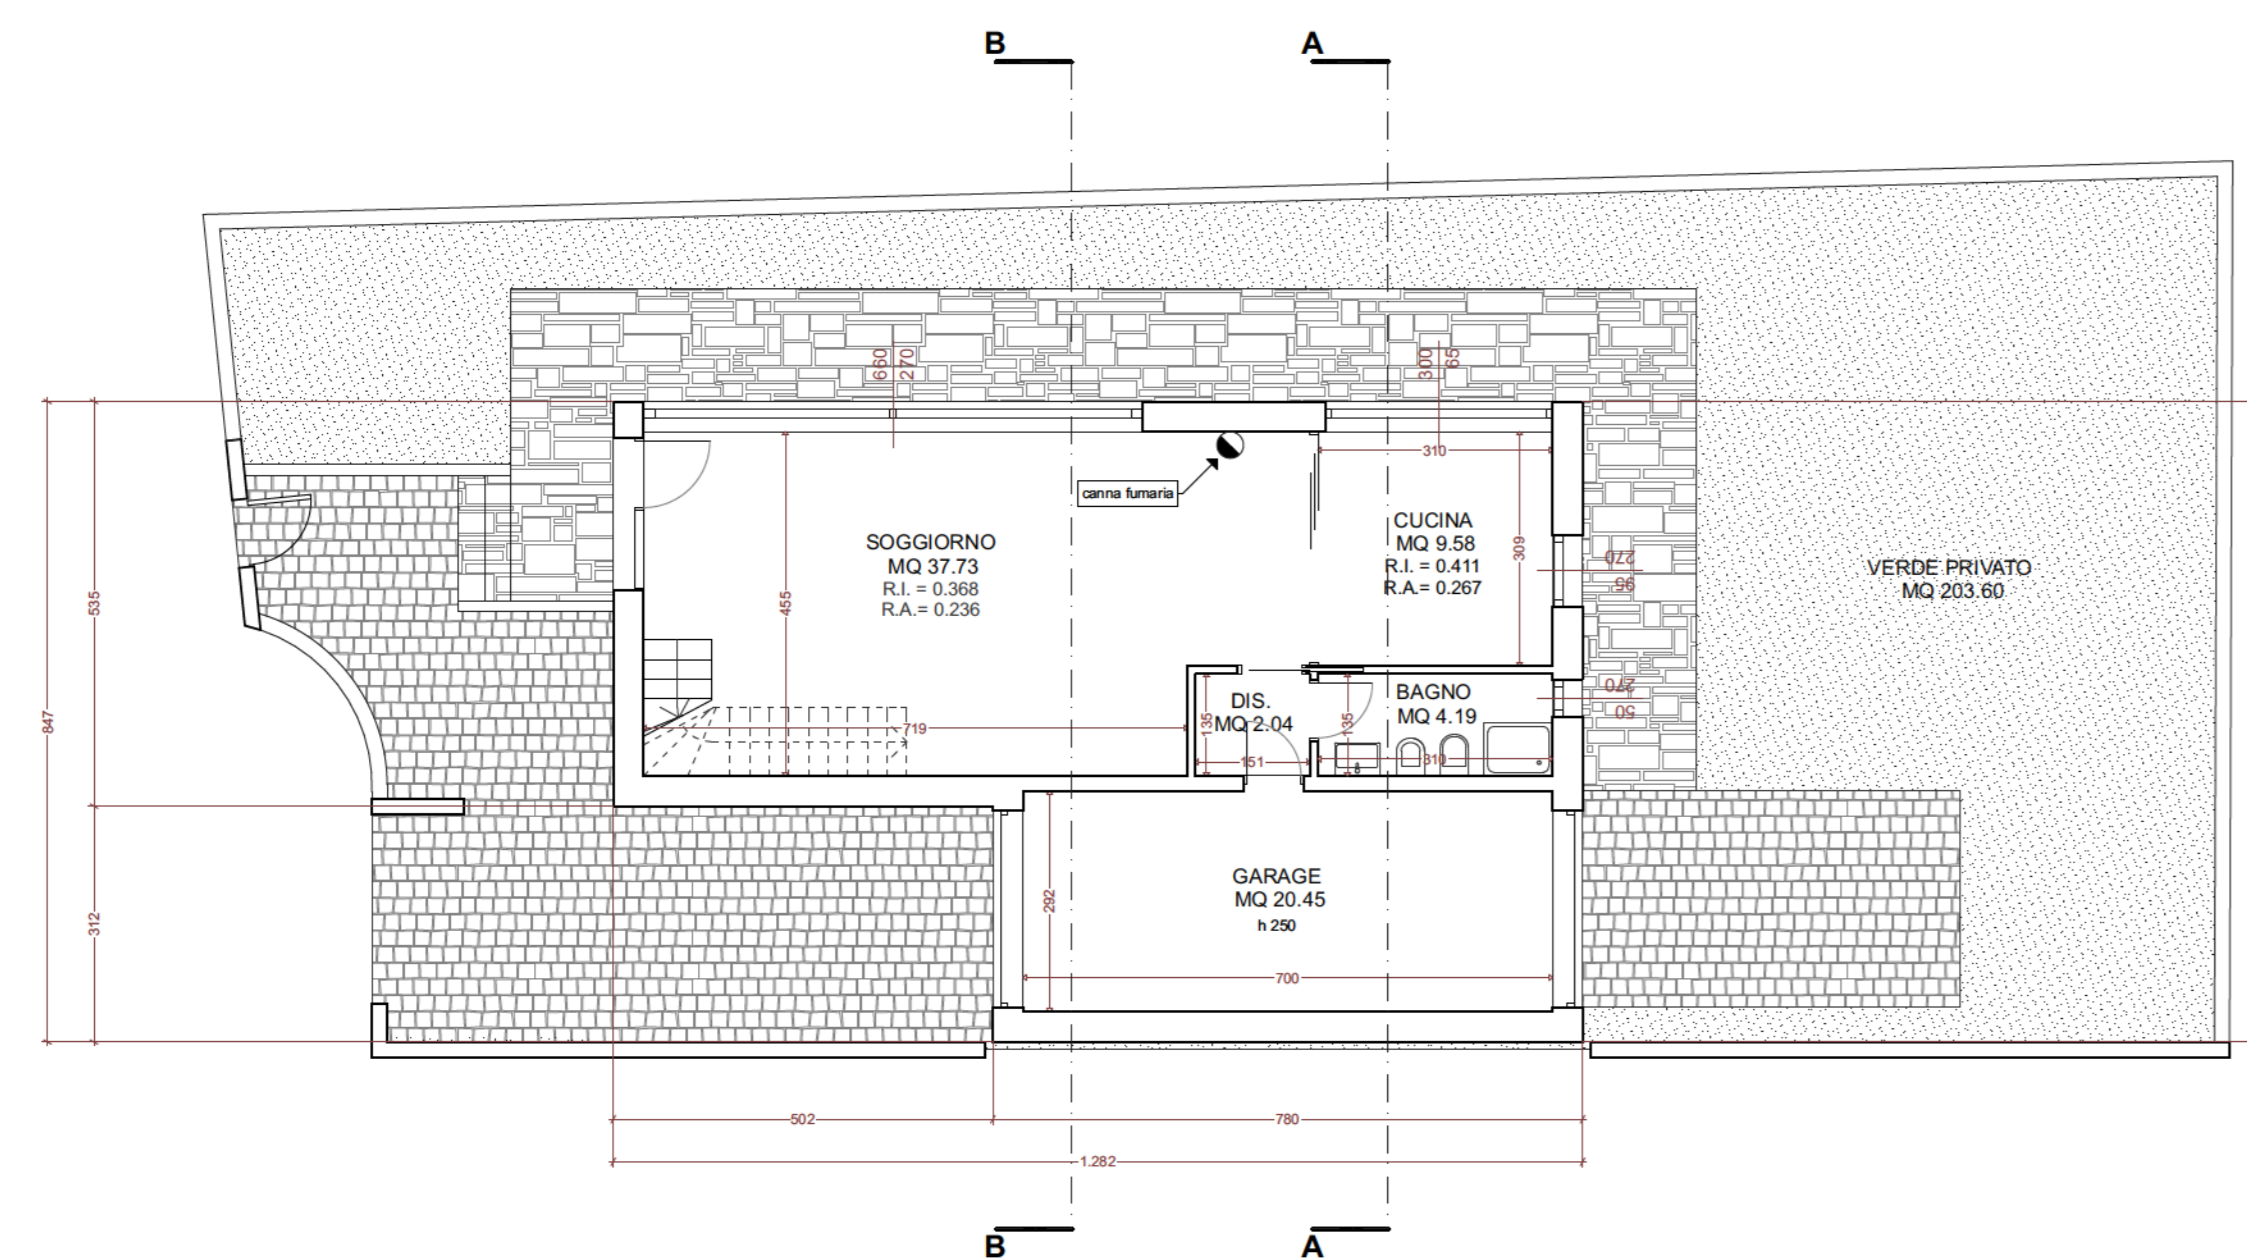 B
A
660
270
300
65
310
canna fumaria
SOGGIORNO
MQ 37.73
R.I. = 0.368
R.A.= 0.236
CUCINA
MQ 9.58
R.I. = 0.411
R.A.= 0.267
309
270
95
VERDE PRIVATO
MQ 203.60
535
455
847
719
DIS.
MQ 2.04
135
151
BAGNO
MQ 4.19
135
310
270
50
312
292
GARAGE
MQ 20.45
h 250
700
502
780
1.282
B
A